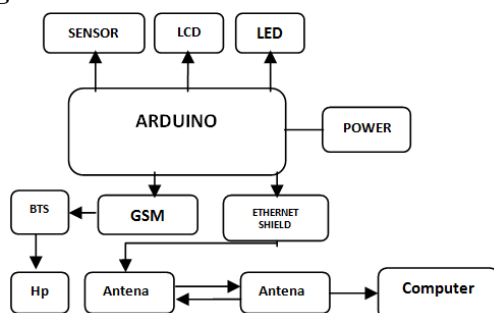 SENSOR
LCD
LED
ARDUINO
POWER
BTS
GSM
ETHERNET
SHIELD
Hp
Antena
Antena
Computer